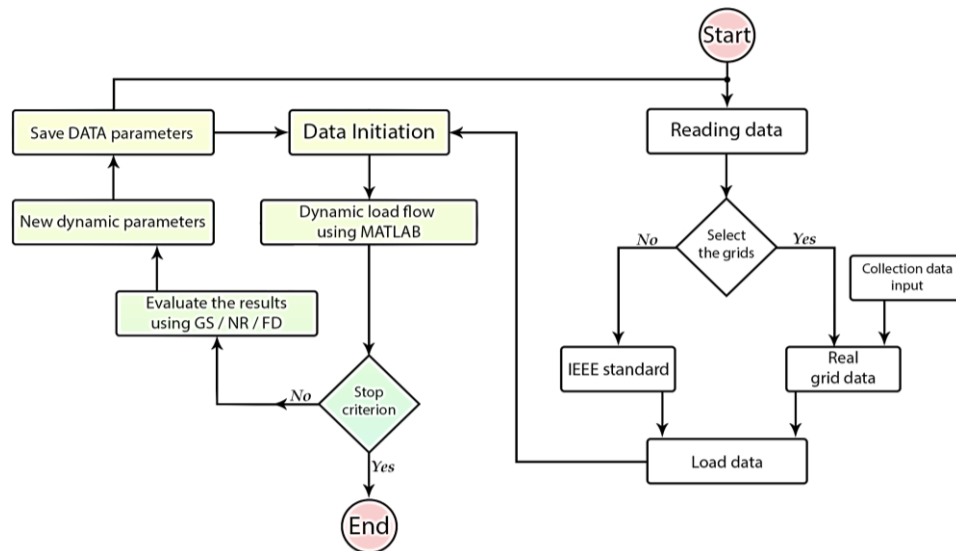 Start
Reading data
Select
the grids
No
Yes
Collection data
input
IEEE standard
Real
grid data
Load data
Data Initiation
Dynamic load flow
using MATLAB
Stop
criterion
No
Yes
End
Evaluate the results
using GS / NR / FD
New dynamic parameters
Save DATA parameters